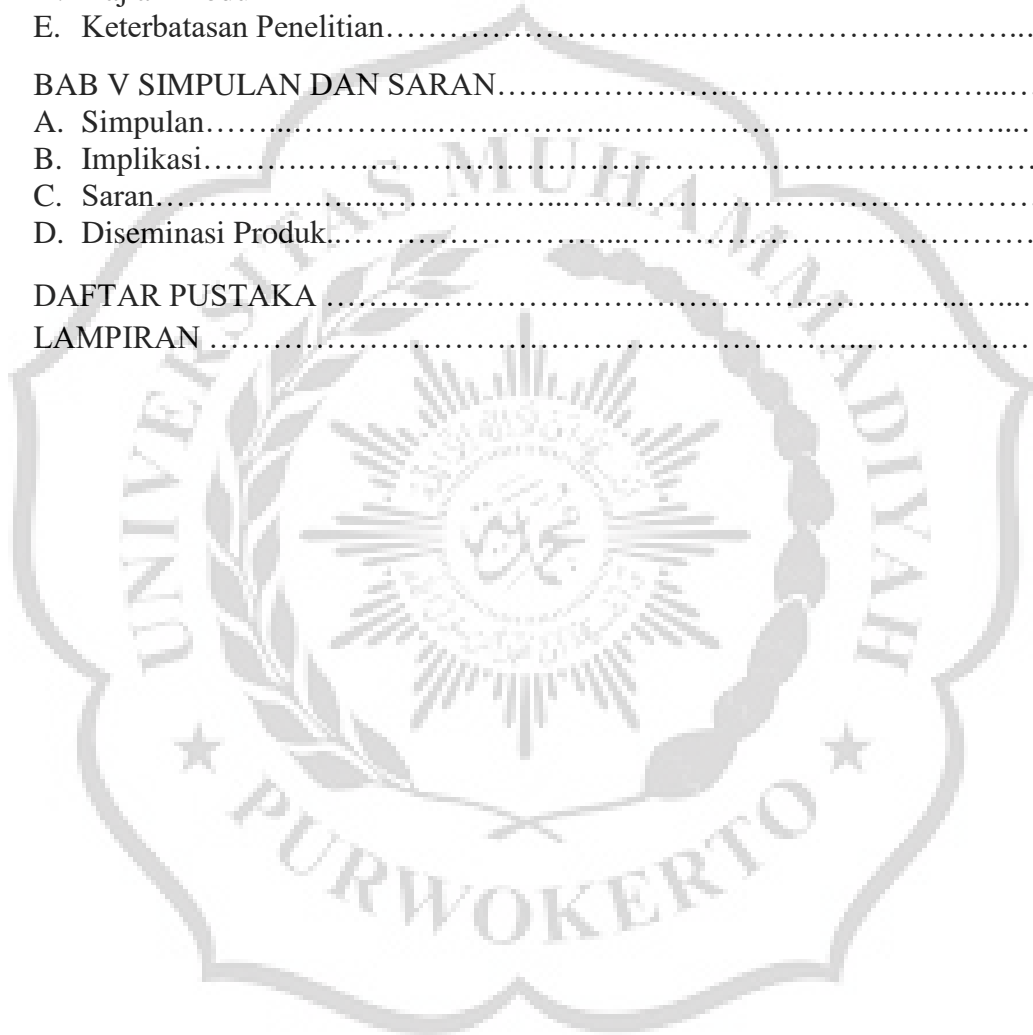 E. Keterbatasan Penelitian……………………….…………………………...
BAB V SIMPULAN DAN SARAN………………………………………...…
A. Simpulan……...…………..……………...………………………………...…
B. Implikasi……………………………………………………………………
C. Saran………………...………………...……………………………………
D. Diseminasi Produk..……………………....…………………………………
DAFTAR PUSTAKA …………………………………………………….…..…
LAMPIRAN ……………………………………………………..…………….…
UNIVERSITAS MUHAMMADIYAH
PURWOKERTO